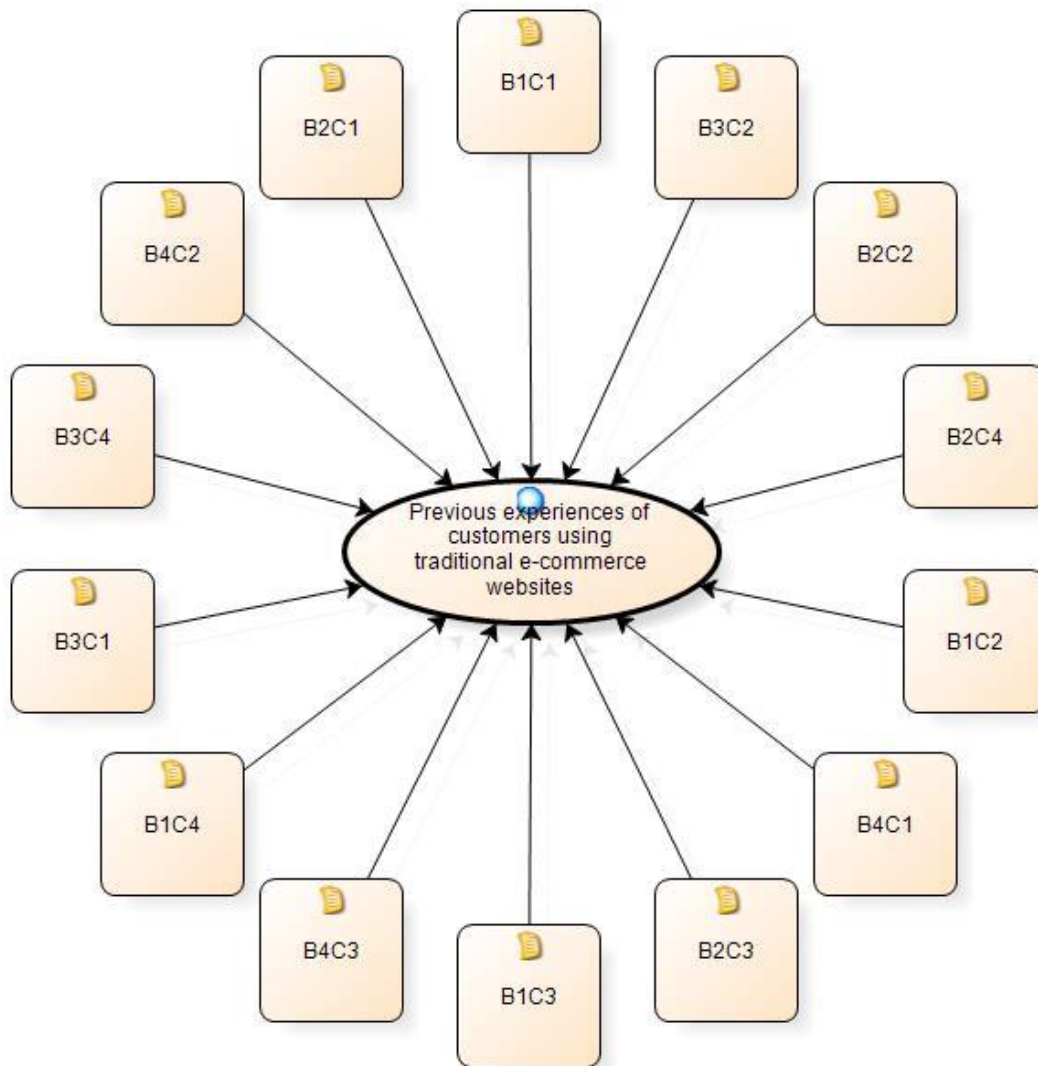 B1C1
B2C1
B3C2
B4C2
B2C2
B3C4
B2C4
Previous experiences of
customers using
traditional e-commerce
websites
B3C1
B1C2
B1C4
B4C1
B4C3
B2C3
B1C3